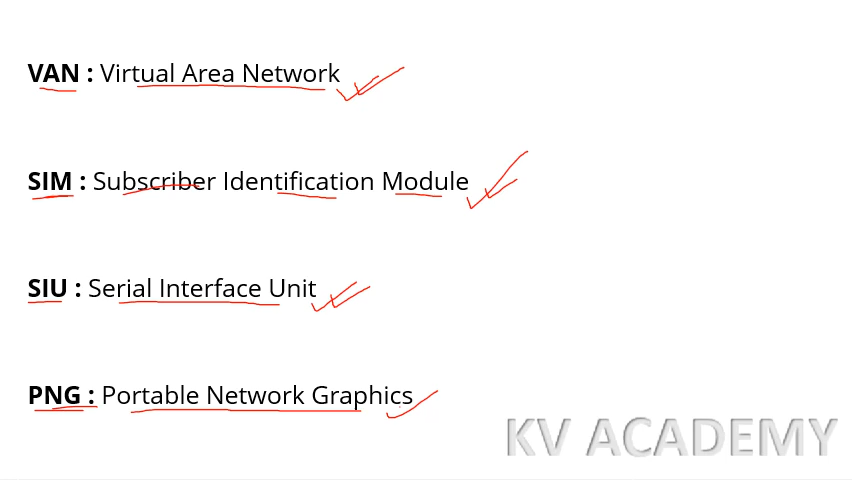 VAN : Virtual Area Network
SIM : Subscriber Identification Module
SIU : Serial Interface Unit
PNG : Portable Network Graphics
KV ACADEMY